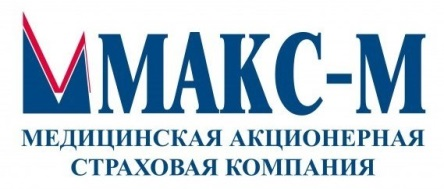 МАКС-М
МЕДИЦИНСКАЯ АКЦИОНЕРНАЯ
СТРАХОВАЯ КОМПАНИЯ